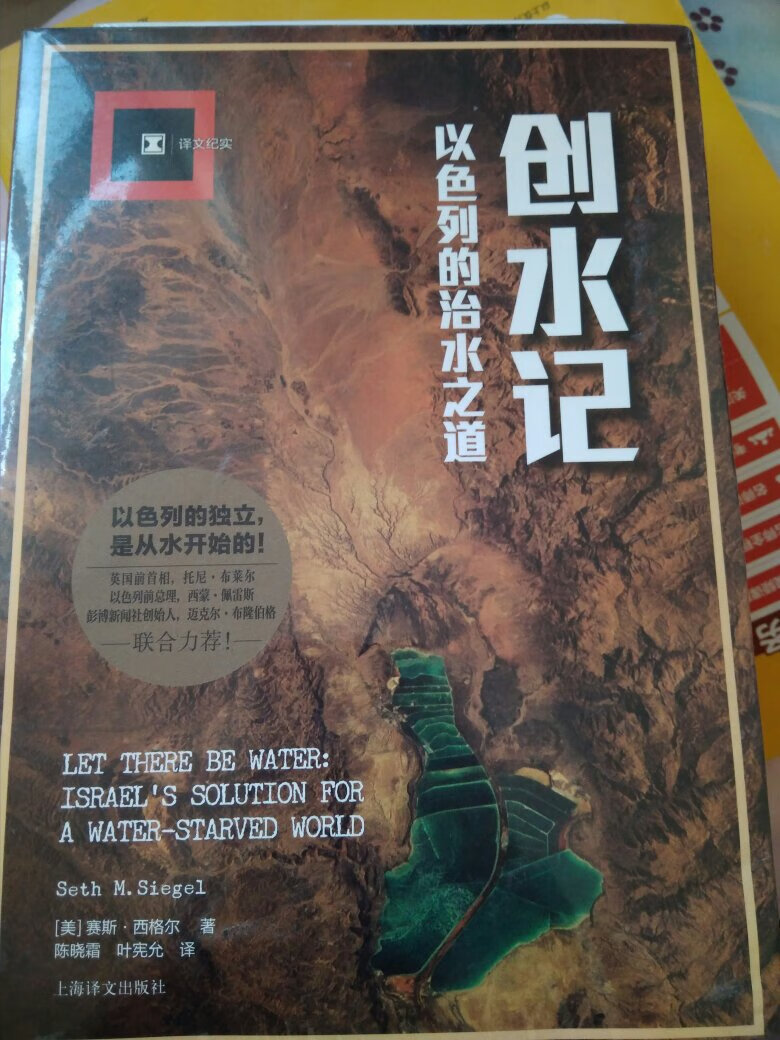 译文纪实
创水记
以色列的治水之道
以色列的独立，
是从水开始的！
英国前首相，托尼·布莱尔
以色列前总理，西蒙·佩雷斯
彭博新闻社创始人，迈克尔·布隆伯格
—联合力荐！—
LET THERE BE WATER:
ISRAEL'S SOLUTION FOR
A WATER-STARVED WORLD
Seth M. Siegel
[美]赛斯·西格尔 著
陈晓霜 叶宪允 译
上海译文出版社